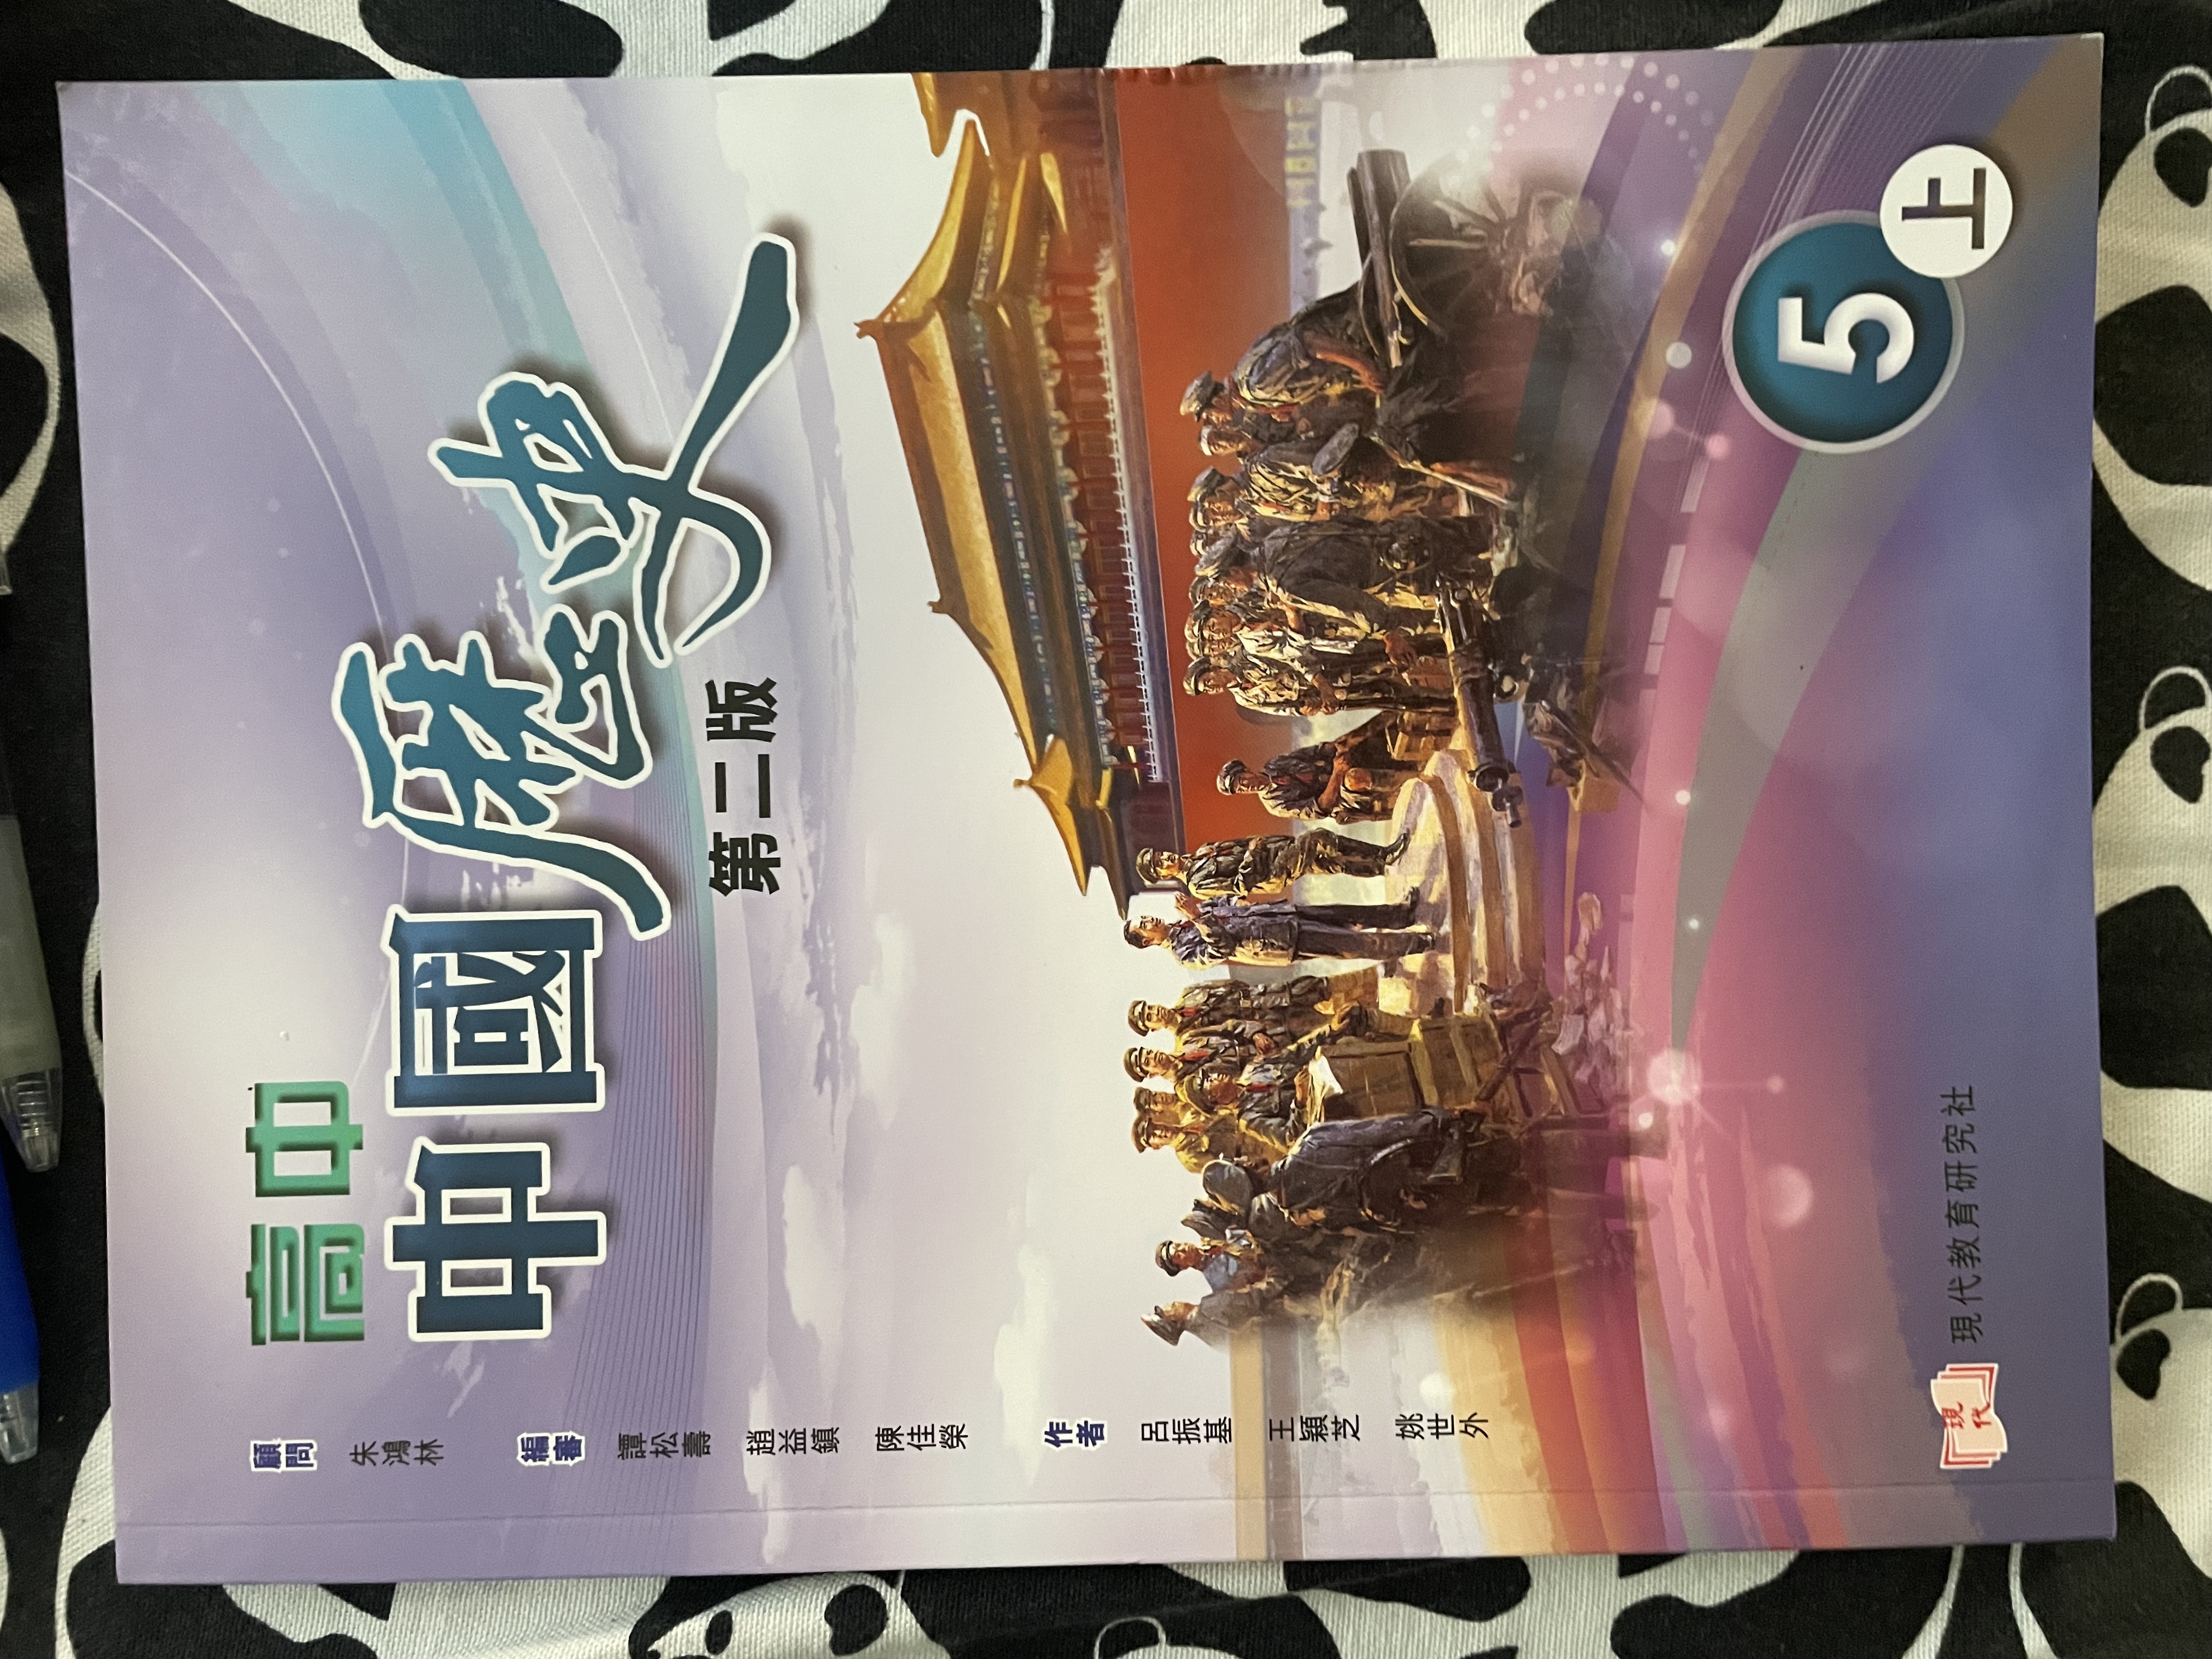 高中
中國歷史
第二版
顧問 朱鴻林 編審 譚松壽 趙益鎮 陳佳榮 作者 呂振基 王穎芝 姚世外
5
上
現代
現代教育研究社